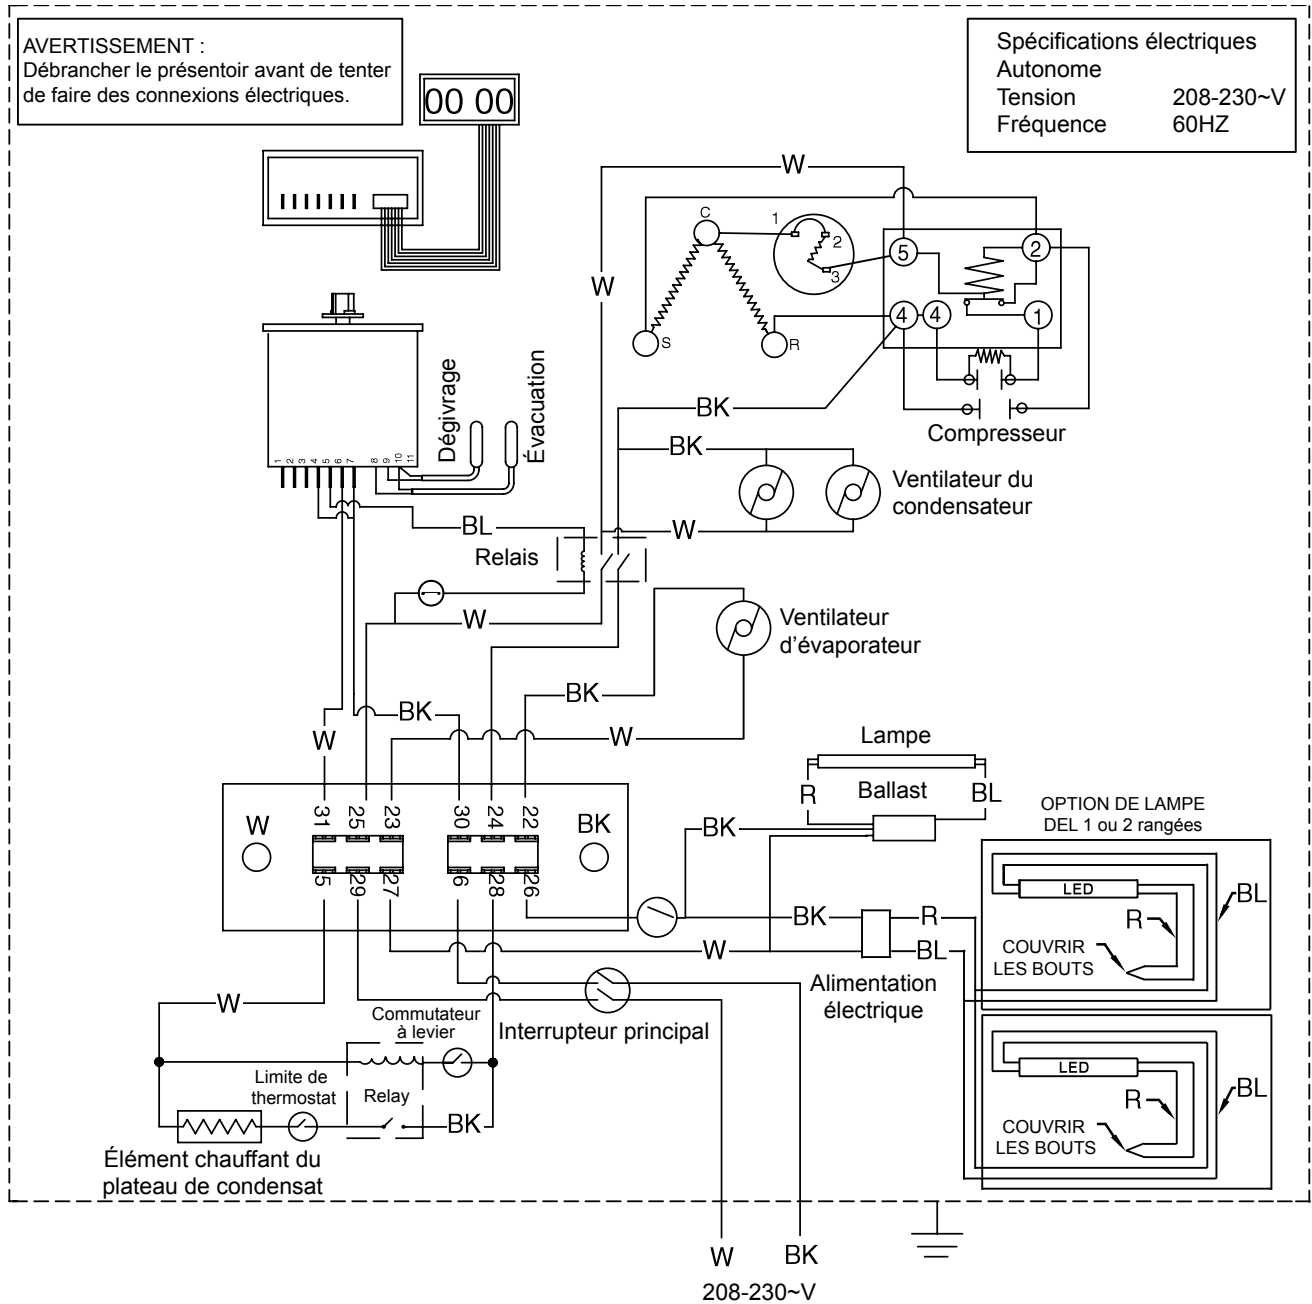 AVERTISSEMENT :
Débrancher le présentoir avant de tenter
de faire des connexions électriques.
00 00
Spécifications électriques
Autonome
Tension 208-230~V
Fréquence 60HZ
W
W
C
S
R
1
2
3
5
2
4
4
1
Compresseur
BK
BK
Ventilateur du
condensateur
W
Dégivrage
Évacuation
1 2 3 4 5 6 7 8 9 10 11
BL
Relais
W
Ventilateur
d'évaporateur
BK
BK
W
W
W
31 25 23 30 24 22
BK
5 29 27 6 28 26
Lampe
R
Ballast
BL
BK
OPTION DE LAMPE
DEL 1 ou 2 rangées
LED
BL
R
COUVRIR
LES BOUTS
BK
R
W
BL
Alimentation
électrique
LED
BL
R
COUVRIR
LES BOUTS
W
Commutateur
à levier
Interrupteur principal
Limite de
thermostat
Relay
BK
Élément chauffant du
plateau de condensat
W
BK
208-230~V